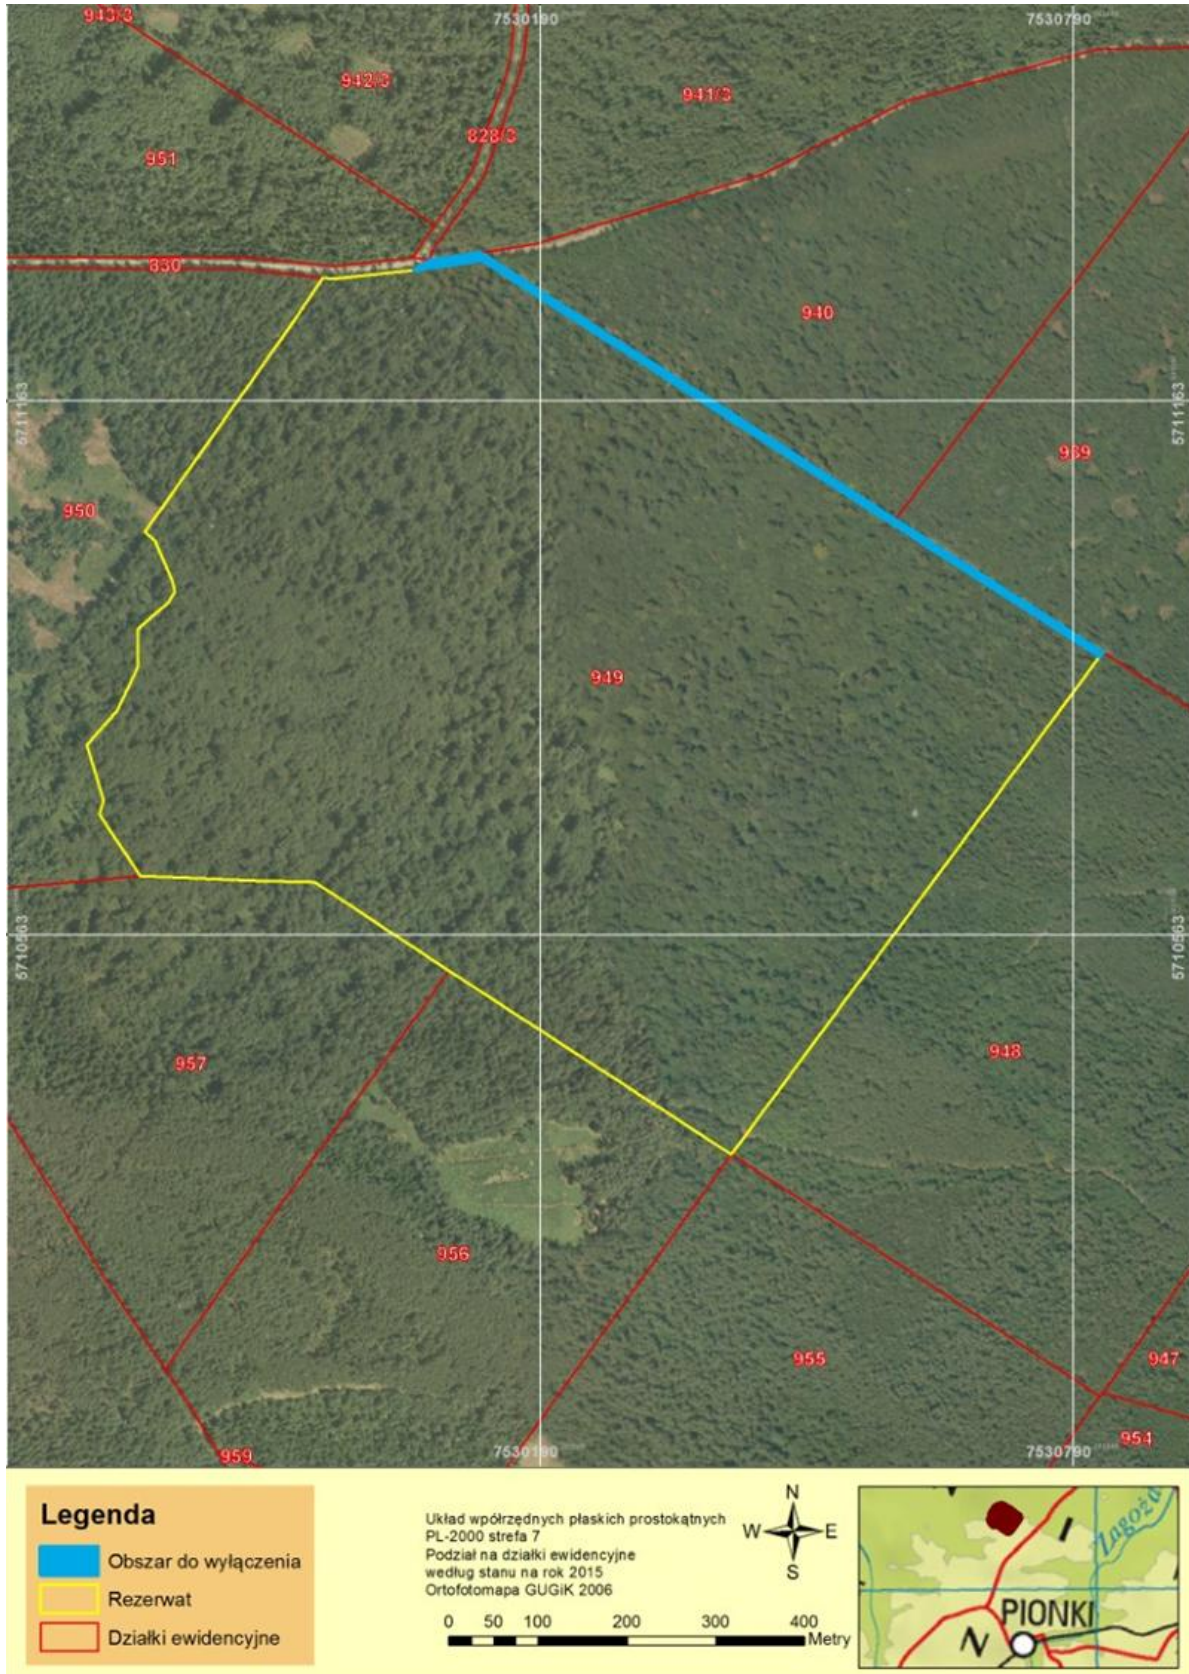 943/3
7530190
7530790
942/3
941/3
828/3
951
830
940
5711163
5711163
939
950
949
5710563
5710563
957
948
956
955
947
7530190
7530790
959
954
Legenda
Obszar do wyłączenia
Rezerwat
Działki ewidencyjne
Układ wpółrzędnych płaskich prostokątnych
PL-2000 strefa 7
Podział na działki ewidencyjne
według stanu na rok 2015
Ortofotomapa GUGiK 2006
0 50 100 200 300 400 Metry
N
W E
S
I
Zagożd
PIONKI
N